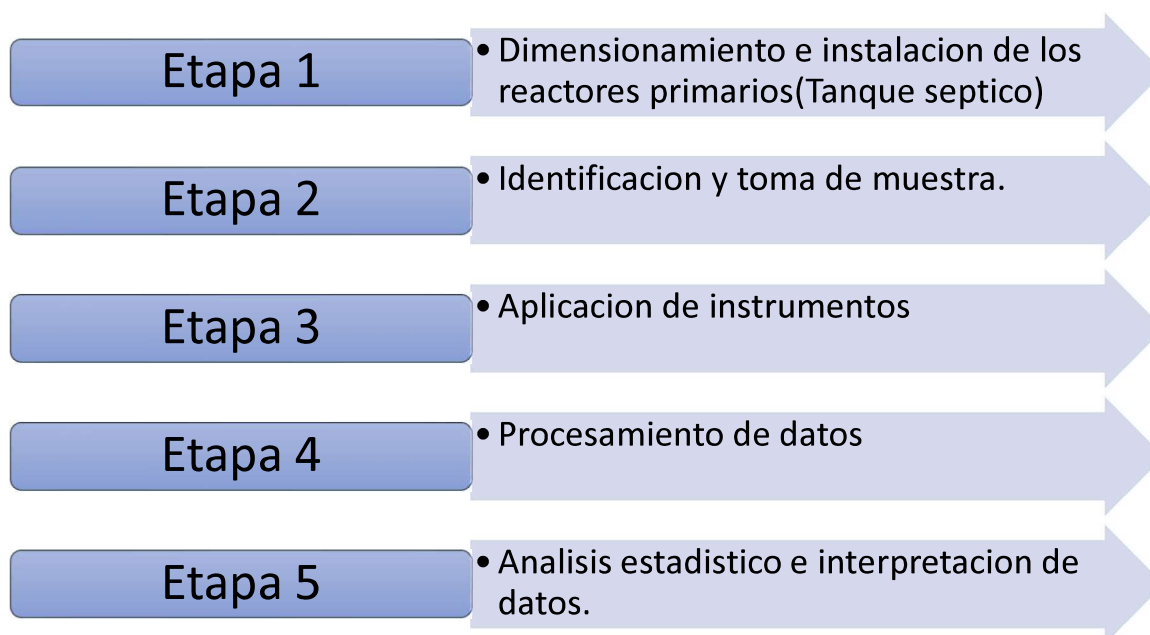 Etapa 1
• Dimensionamiento e instalacion de los
reactores primarios(Tanque septico)
Etapa 2
• Identificacion y toma de muestra.
Etapa 3
• Aplicacion de instrumentos
Etapa 4
• Procesamiento de datos
Etapa 5
• Analisis estadistico e interpretacion de
datos.